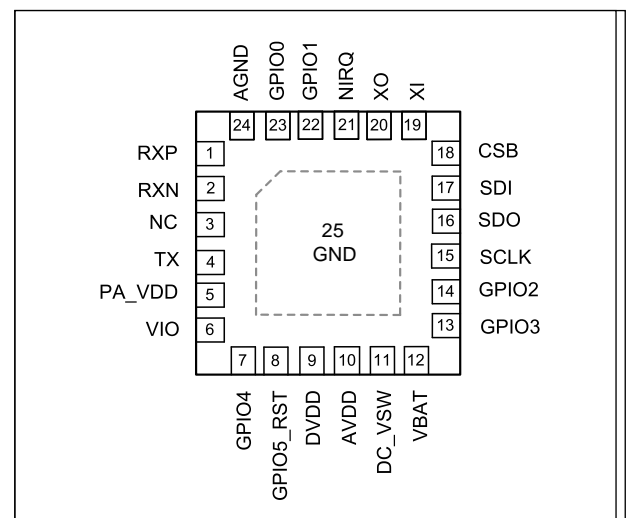 AGND
GPIO0
GPIO1
NIRQ
XO
XI
24
23
22
21
20
19
RXP
1
18
CSB
RXN
2
17
SDI
NC
3
16
SDO
TX
4
15
SCLK
PA_VDD
5
14
GPIO2
VIO
6
13
GPIO3
25
GND
7
8
9
10
11
12
GPIO4
GPIO5_RST
DVDD
AVDD
DC_VSW
VBAT